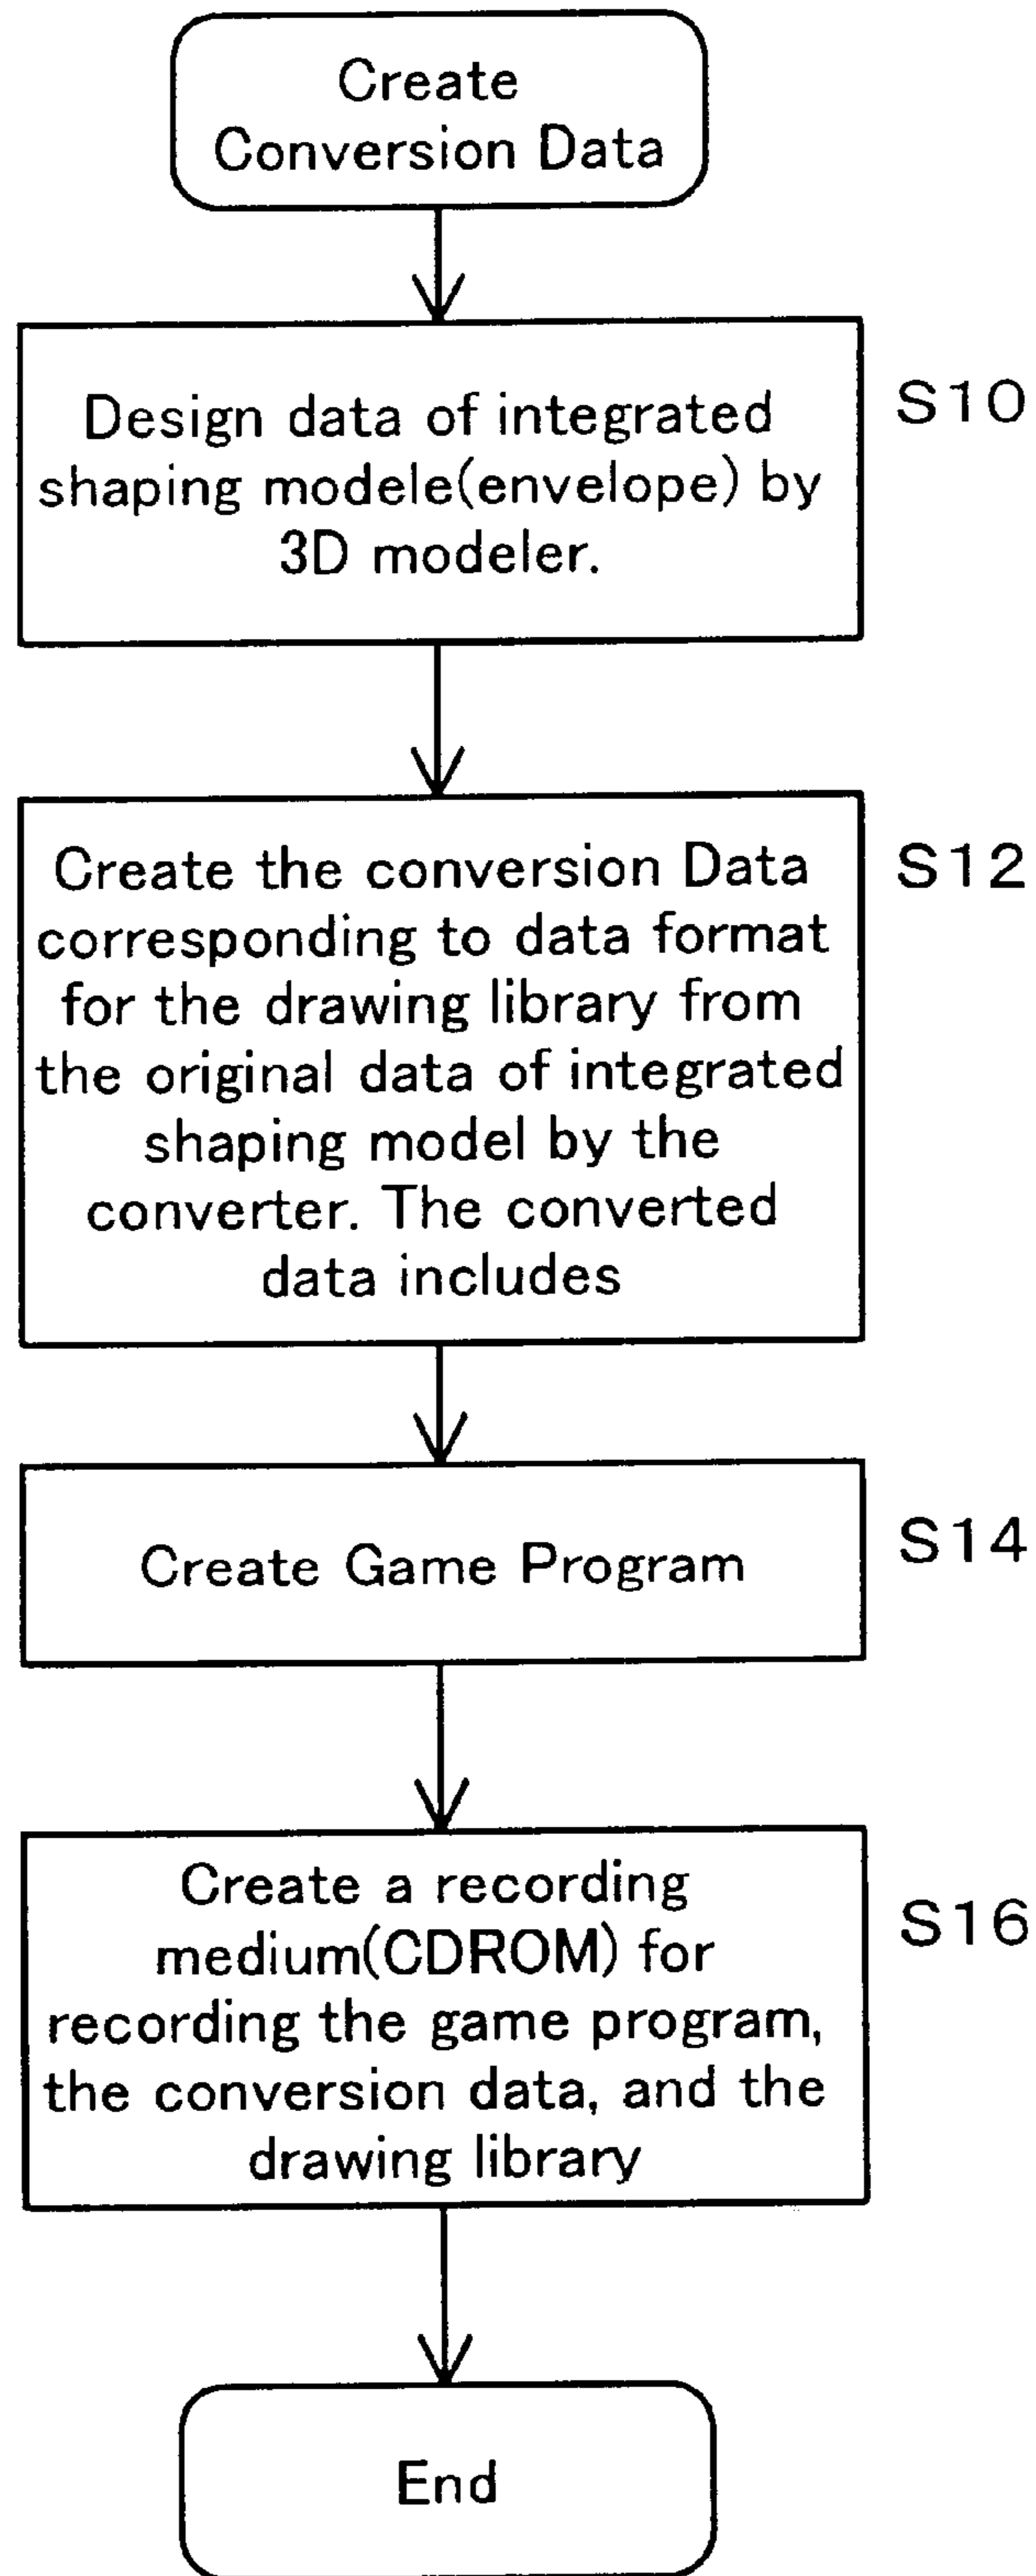 Create
Conversion Data
Design data of integrated
shaping modele(envelope) by
3D modeler.
S10
Create the conversion Data
corresponding to data format
for the drawing library from
the original data of integrated
shaping model by the
converter. The converted
data includes
S12
Create Game Program
S14
Create a recording
medium(CDROM) for
recording the game program,
the conversion data, and the
drawing library
S16
End